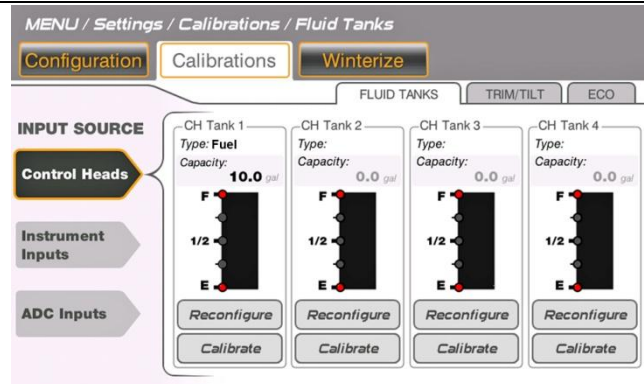 MENU / Settings / Calibrations / Fluid Tanks
Configuration Calibrations Winterize
FLUID TANKS TRIM/TILT ECO
INPUT SOURCE
Control Heads
Instrument
Inputs
ADC Inputs
CH Tank 1 CH Tank 2 CH Tank 3 CH Tank 4
Type: Fuel Type: Type: Type:
Capacity: Capacity: Capacity: Capacity:
10.0 gal 0.0 gal 0.0 gal 0.0 gal
F F F F
1/2 1/2 1/2 1/2
E E E E
Reconfigure Reconfigure Reconfigure Reconfigure
Calibrate Calibrate Calibrate Calibrate